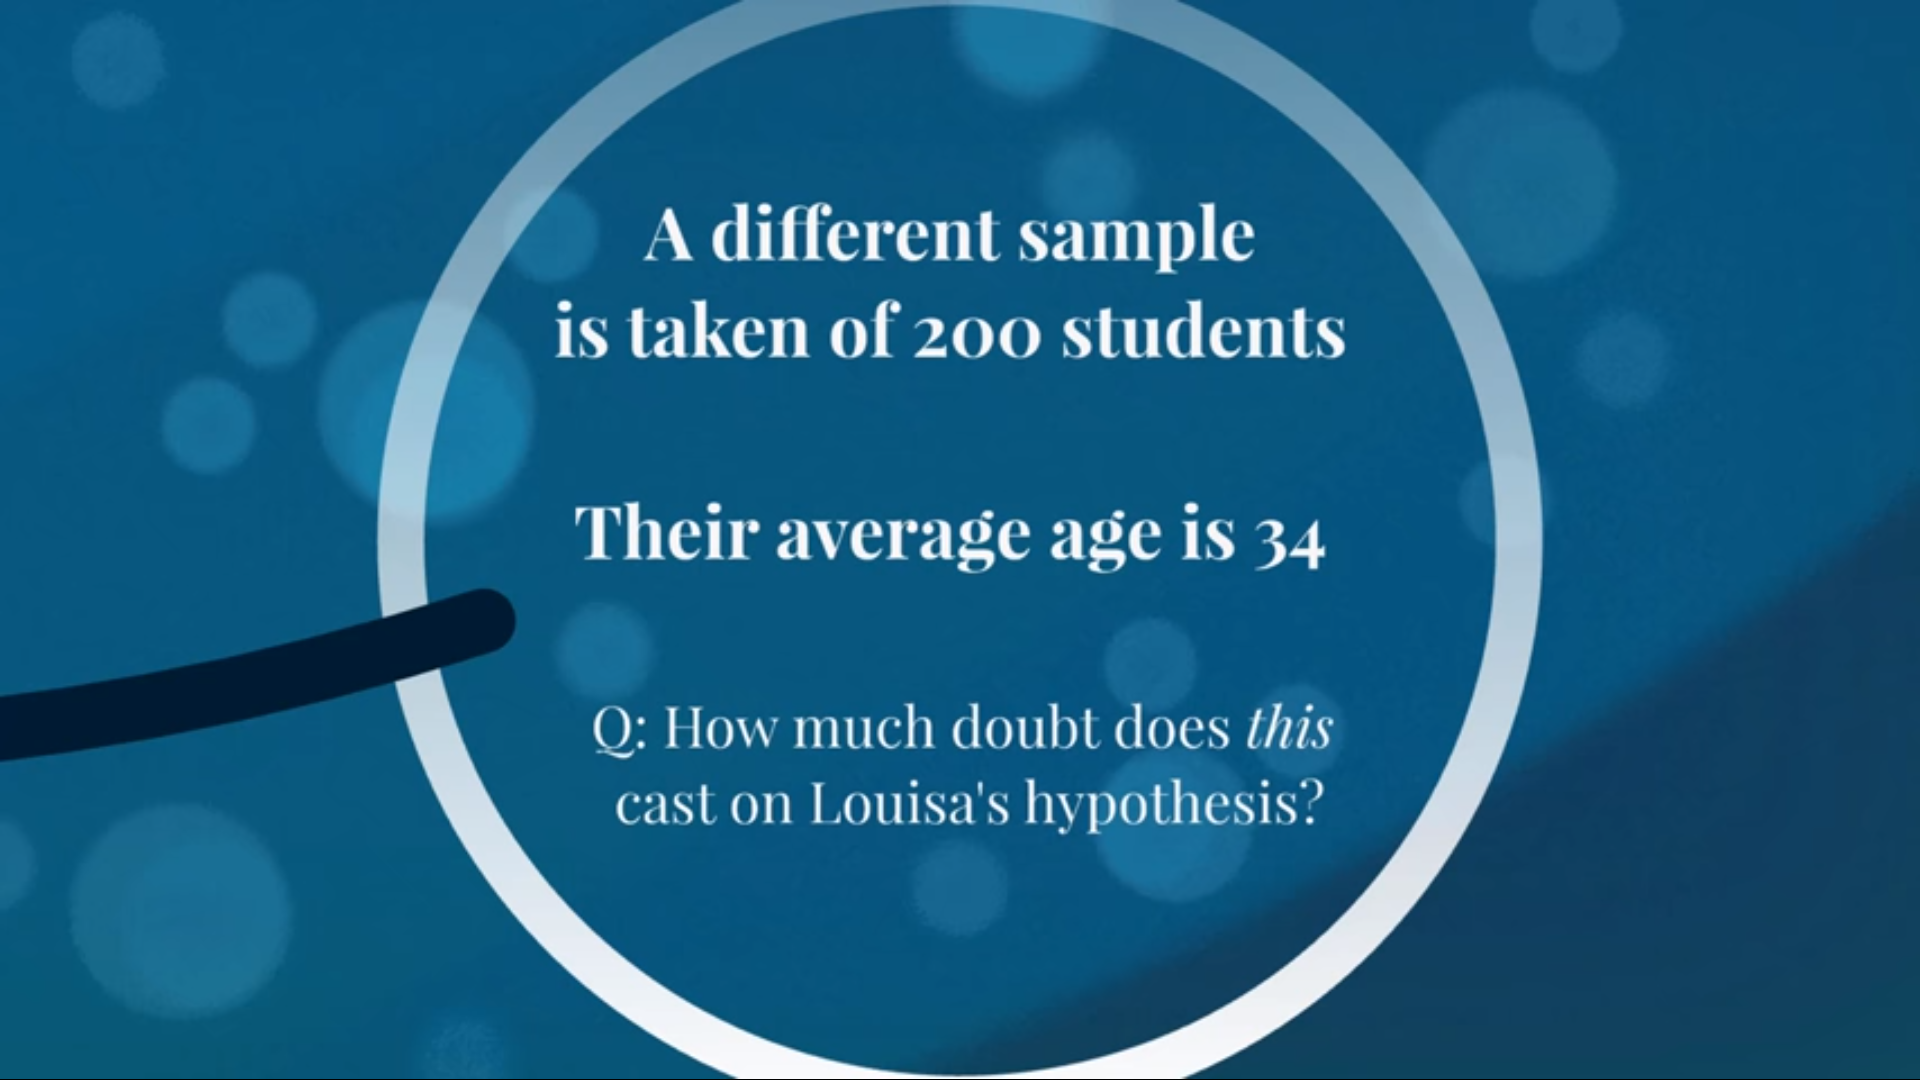 A different sample
is taken of 200 students
Their average age is 34
Q: How much doubt does this
cast on Louisa's hypothesis?